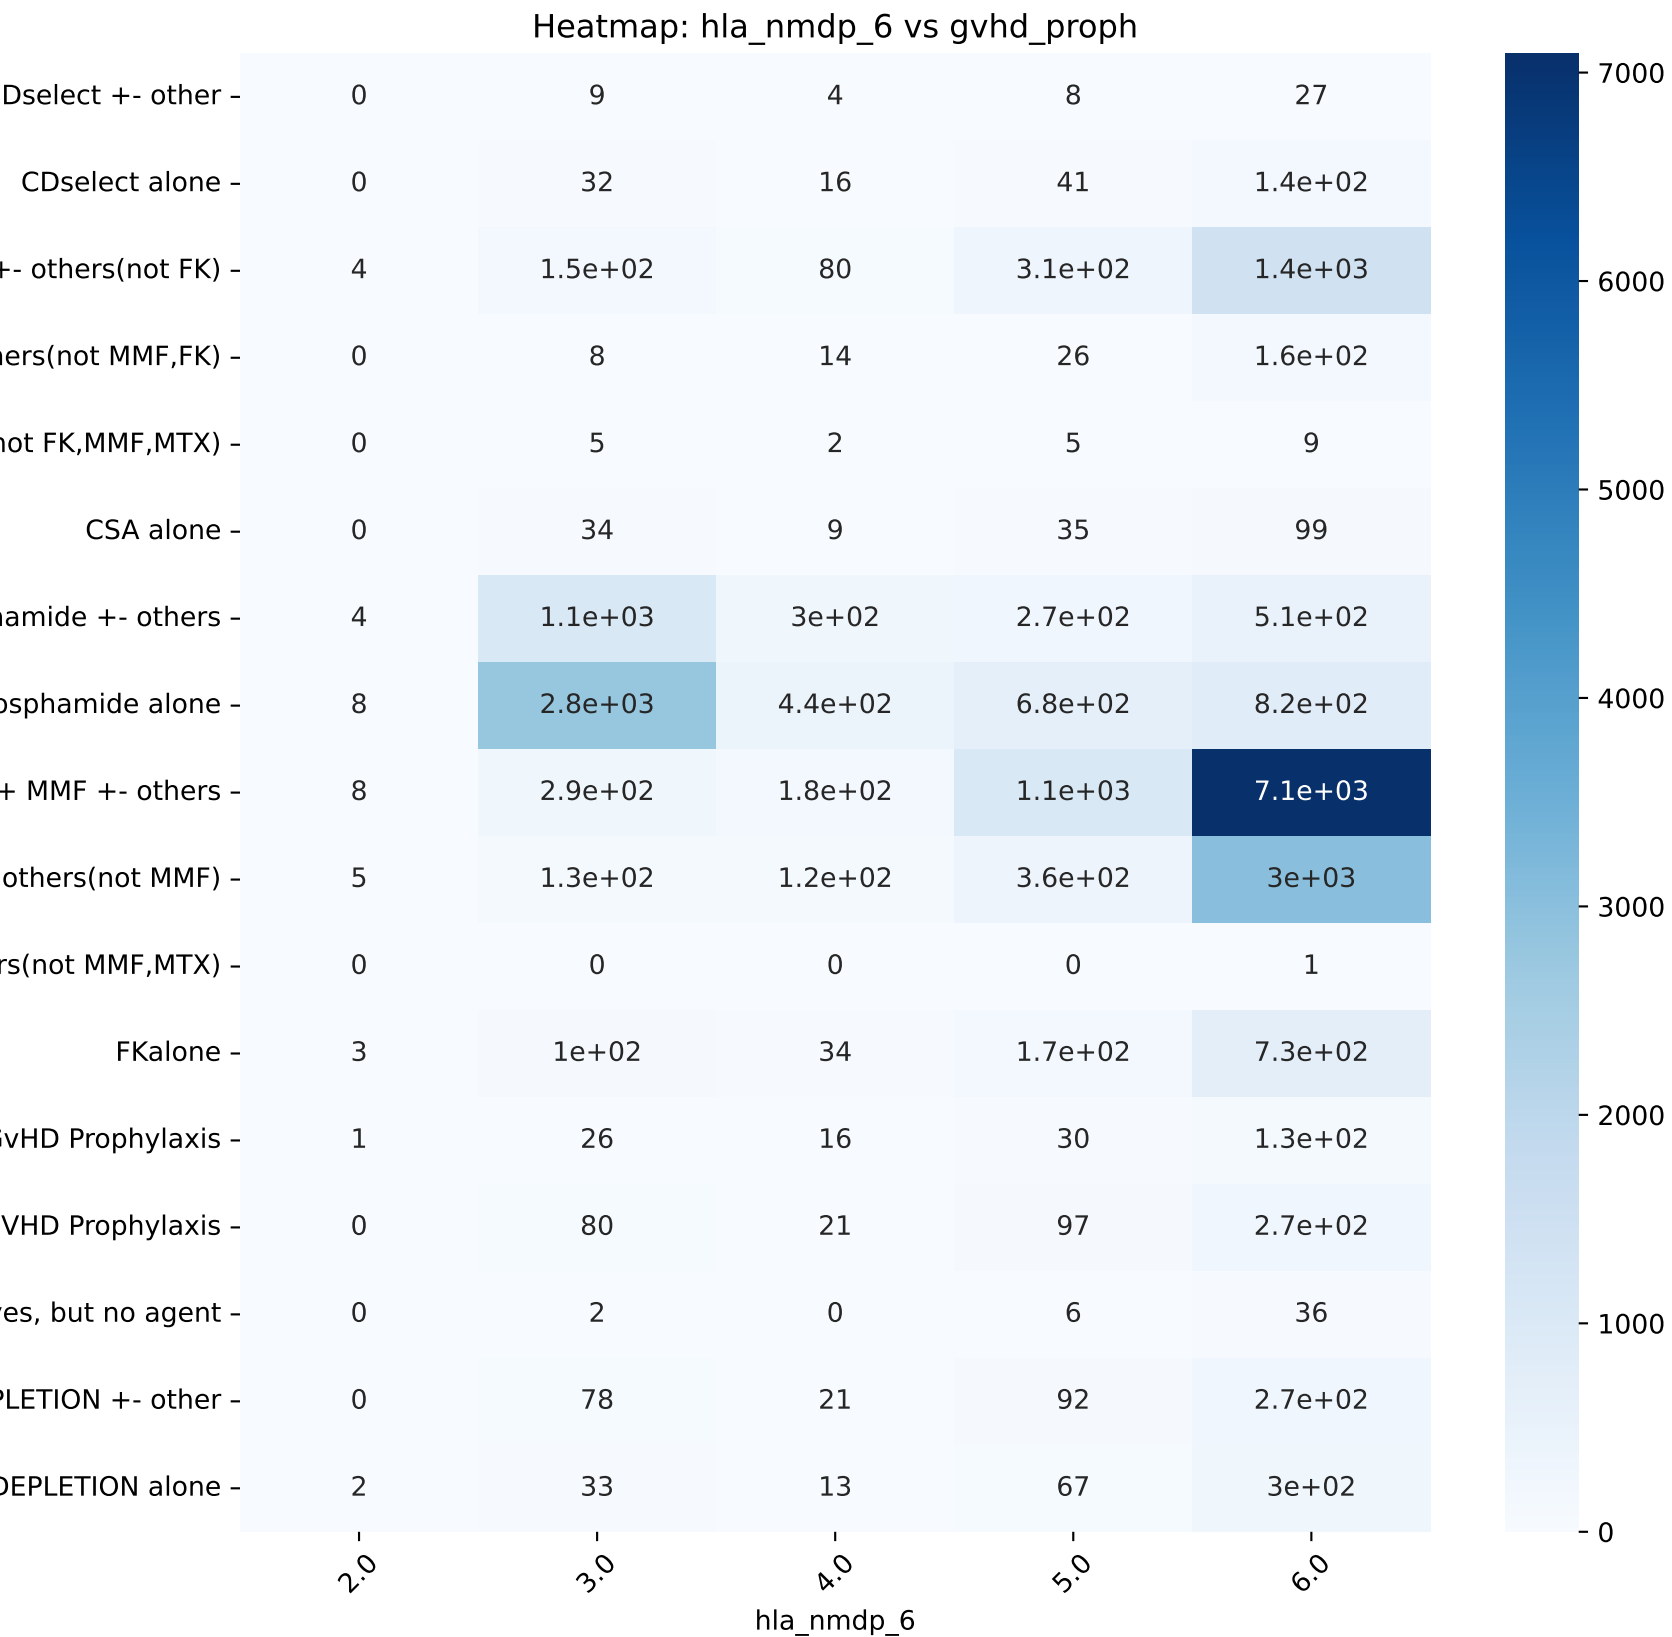 Heatmap: hla_nmdp_6 vs gvhd_proph
Dselect +- other 0 9 4 8 27
CDselect alone 0 32 16 41 1.4e+02
+- others(not FK) 4 1.5e+02 80 3.1e+02 1.4e+03
ers(not MMF,FK) 0 8 14 26 1.6e+02
not FK,MMF,MTX) 0 5 2 5 9
CSA alone 0 34 9 35 99
amide +- others 4 1.1e+03 3e+02 2.7e+02 5.1e+02
osphamide alone 8 2.8e+03 4.4e+02 6.8e+02 8.2e+02
+ MMF +- others 8 2.9e+02 1.8e+02 1.1e+03 7.1e+03
others(not MMF) 5 1.3e+02 1.2e+02 3.6e+02 3e+03
rs(not MMF,MTX) 0 0 0 0 1
FKalone 3 1e+02 34 1.7e+02 7.3e+02
GvHD Prophylaxis 1 26 16 30 1.3e+02
VHD Prophylaxis 0 80 21 97 2.7e+02
yes, but no agent 0 2 0 6 36
PLETION +- other 0 78 21 92 2.7e+02
DEPLETION alone 2 33 13 67 3e+02
2.0 3.0 4.0 5.0 6.0
hla_nmdp_6
7000
6000
5000
4000
3000
2000
1000
0